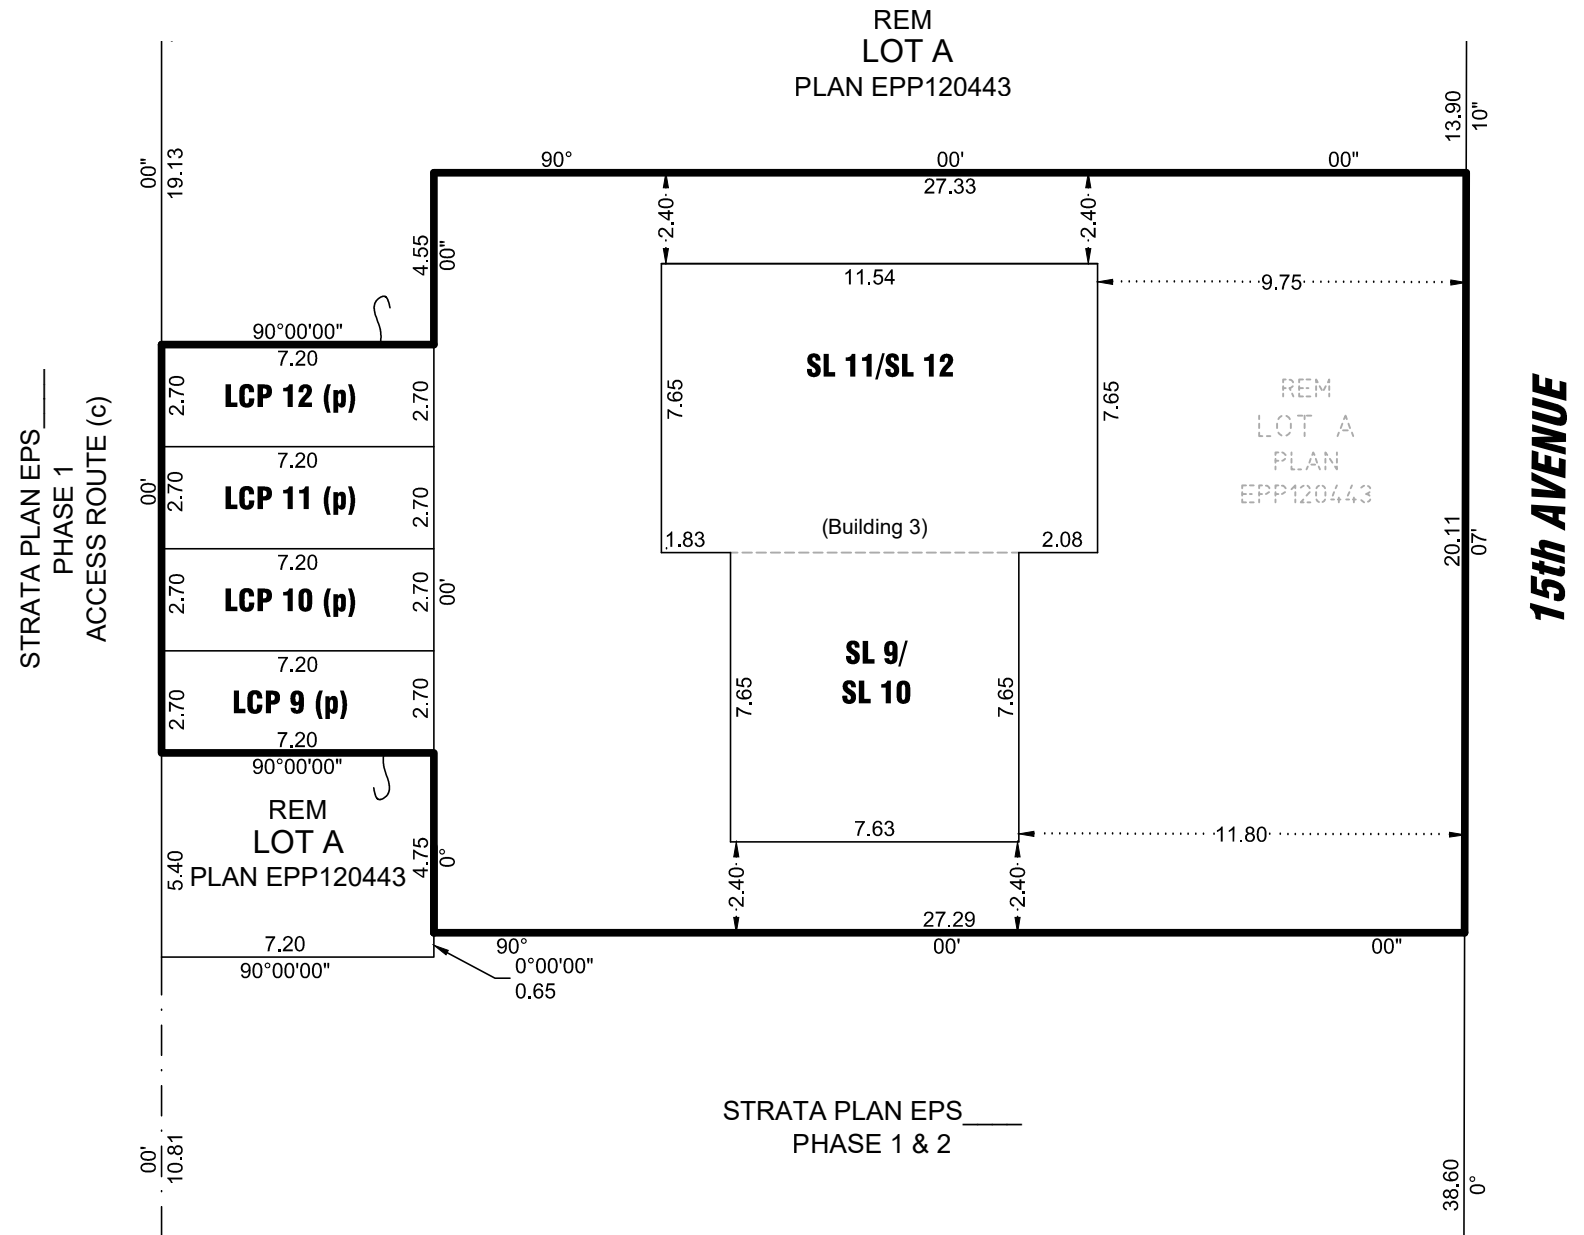 REM
LOT A
PLAN EPP120443
13.90
10"
00"
19.13
90°
00'
00"
27.33
2.40
2.40
4.55
00"
11.54
9.75
90°00'00"
7.20
2.70
LCP 12 (p)
2.70
SL 11/SL 12
7.65
7.65
REM
LOT A
PLAN
EPP120443
15th AVENUE
STRATA PLAN EPS____
PHASE 1
ACCESS ROUTE (c)
00'
7.20
2.70
LCP 11 (p)
2.70
(Building 3)
1.83
2.08
20.11
07'
7.20
2.70
LCP 10 (p)
2.70
00'
7.20
2.70
LCP 9 (p)
2.70
7.20
90°00'00"
SL 9/
SL 10
7.65
7.65
7.63
11.80
REM
LOT A
PLAN EPP120443
5.40
4.75
0°
2.40
2.40
27.29
7.20
90°00'00"
90°
00'
00"
0°00'00"
0.65
STRATA PLAN EPS____
PHASE 1 & 2
00'
10.81
38.60
0°